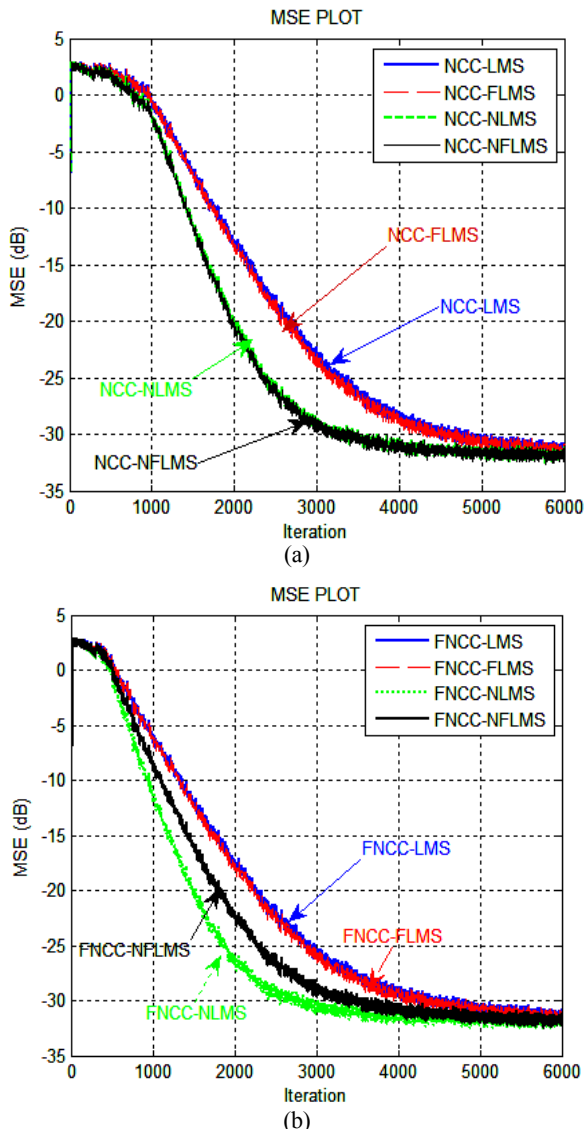 MSE PLOT
5
0
-5
-10
-15
-20
-25
-30
-35
MSE (dB)
NCC-LMS
NCC-FLMS
NCC-NLMS
NCC-NFLMS
NCC-FLMS
NCC-LMS
NCC-NLMS
NCC-NFLMS
0 1000 2000 3000 4000 5000 6000
Iteration
(a)
MSE PLOT
5
0
-5
-10
-15
-20
-25
-30
-35
MSE (dB)
FNCC-LMS
FNCC-FLMS
FNCC-NLMS
FNCC-NFLMS
FNCC-LMS
FNCC-NFLMS
FNCC-FLMS
FNCC-NLMS
0 1000 2000 3000 4000 5000 6000
Iteration
(b)